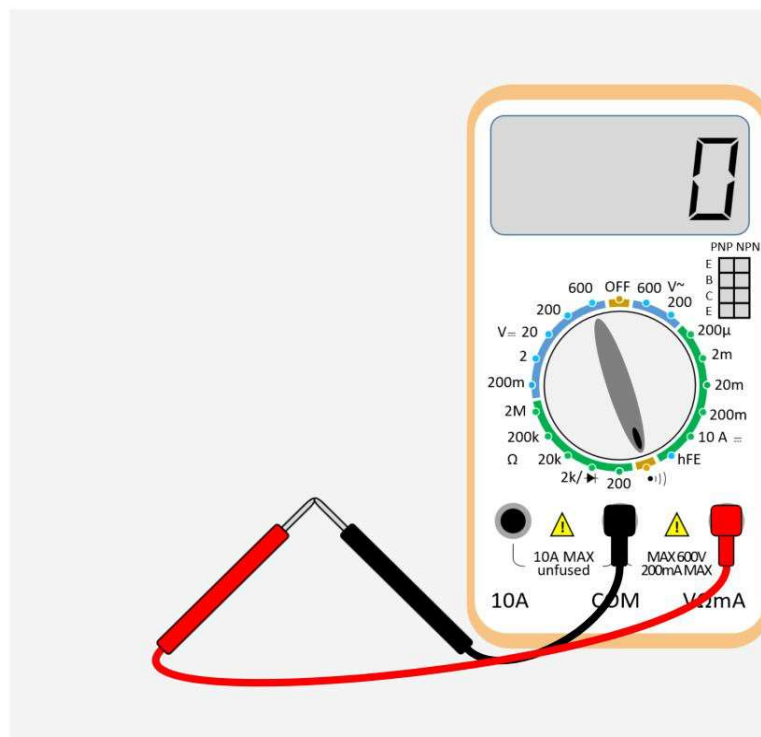 0
PNP NPN
E
B
C
E
OFF
600 V~
200
200µ
2m
20m
200m
10 A ⎓
hFE
•))
200
2k/
20k
Ω
200k
2M
200m
2
V⎓ 20
200
600
10A MAX
unfused
MAX 600V
200mA MAX
10A
COM
VΩmA